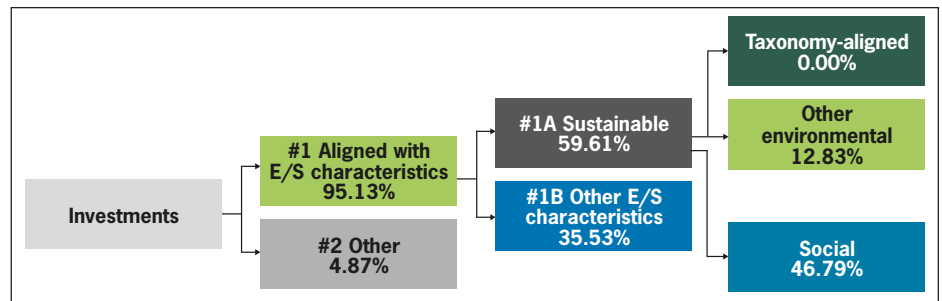 Investments
#1 Aligned with
E/S characteristics
95.13%
#2 Other
4.87%
#1A Sustainable
59.61%
#1B Other E/S
characteristics
35.53%
Taxonomy-aligned
0.00%
Other
environmental
12.83%
Social
46.79%